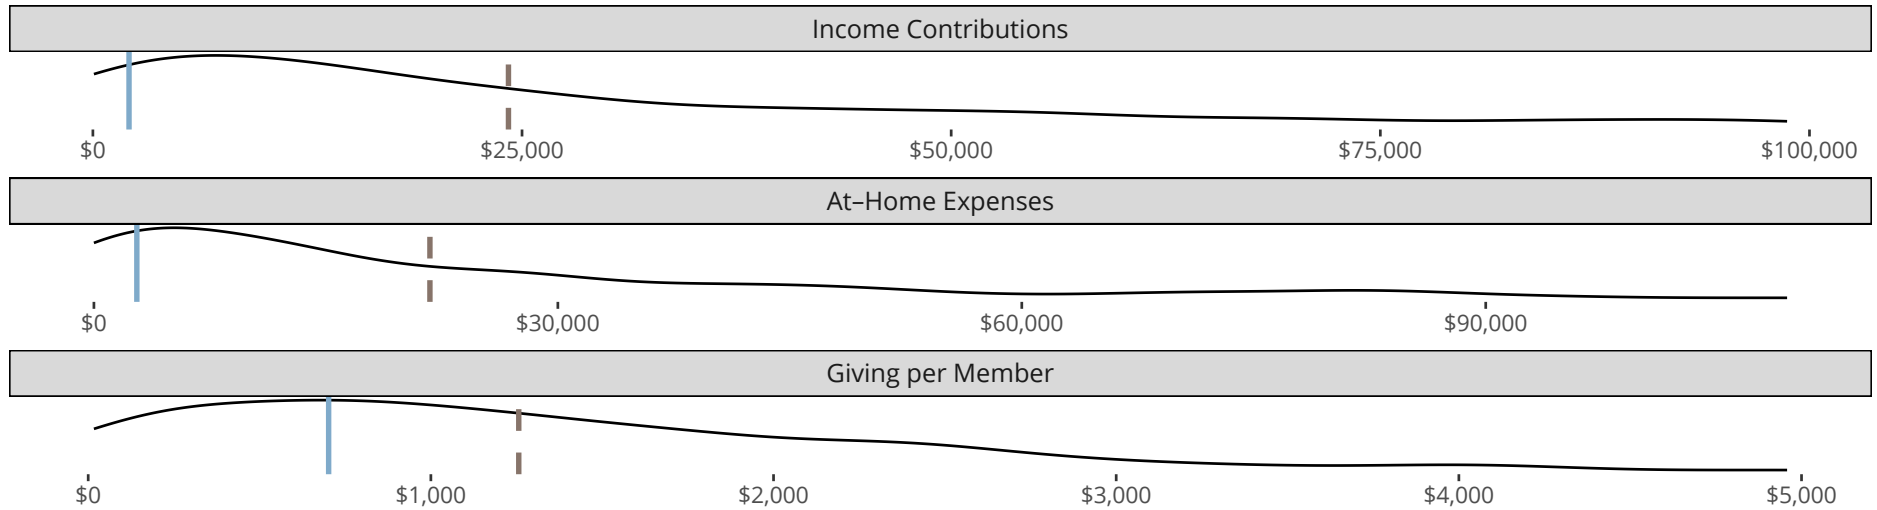 Income Contributions
$0 $25,000 $50,000 $75,000 $100,000
At–Home Expenses
$0 $30,000 $60,000 $90,000
Giving per Member
$0 $1,000 $2,000 $3,000 $4,000 $5,000